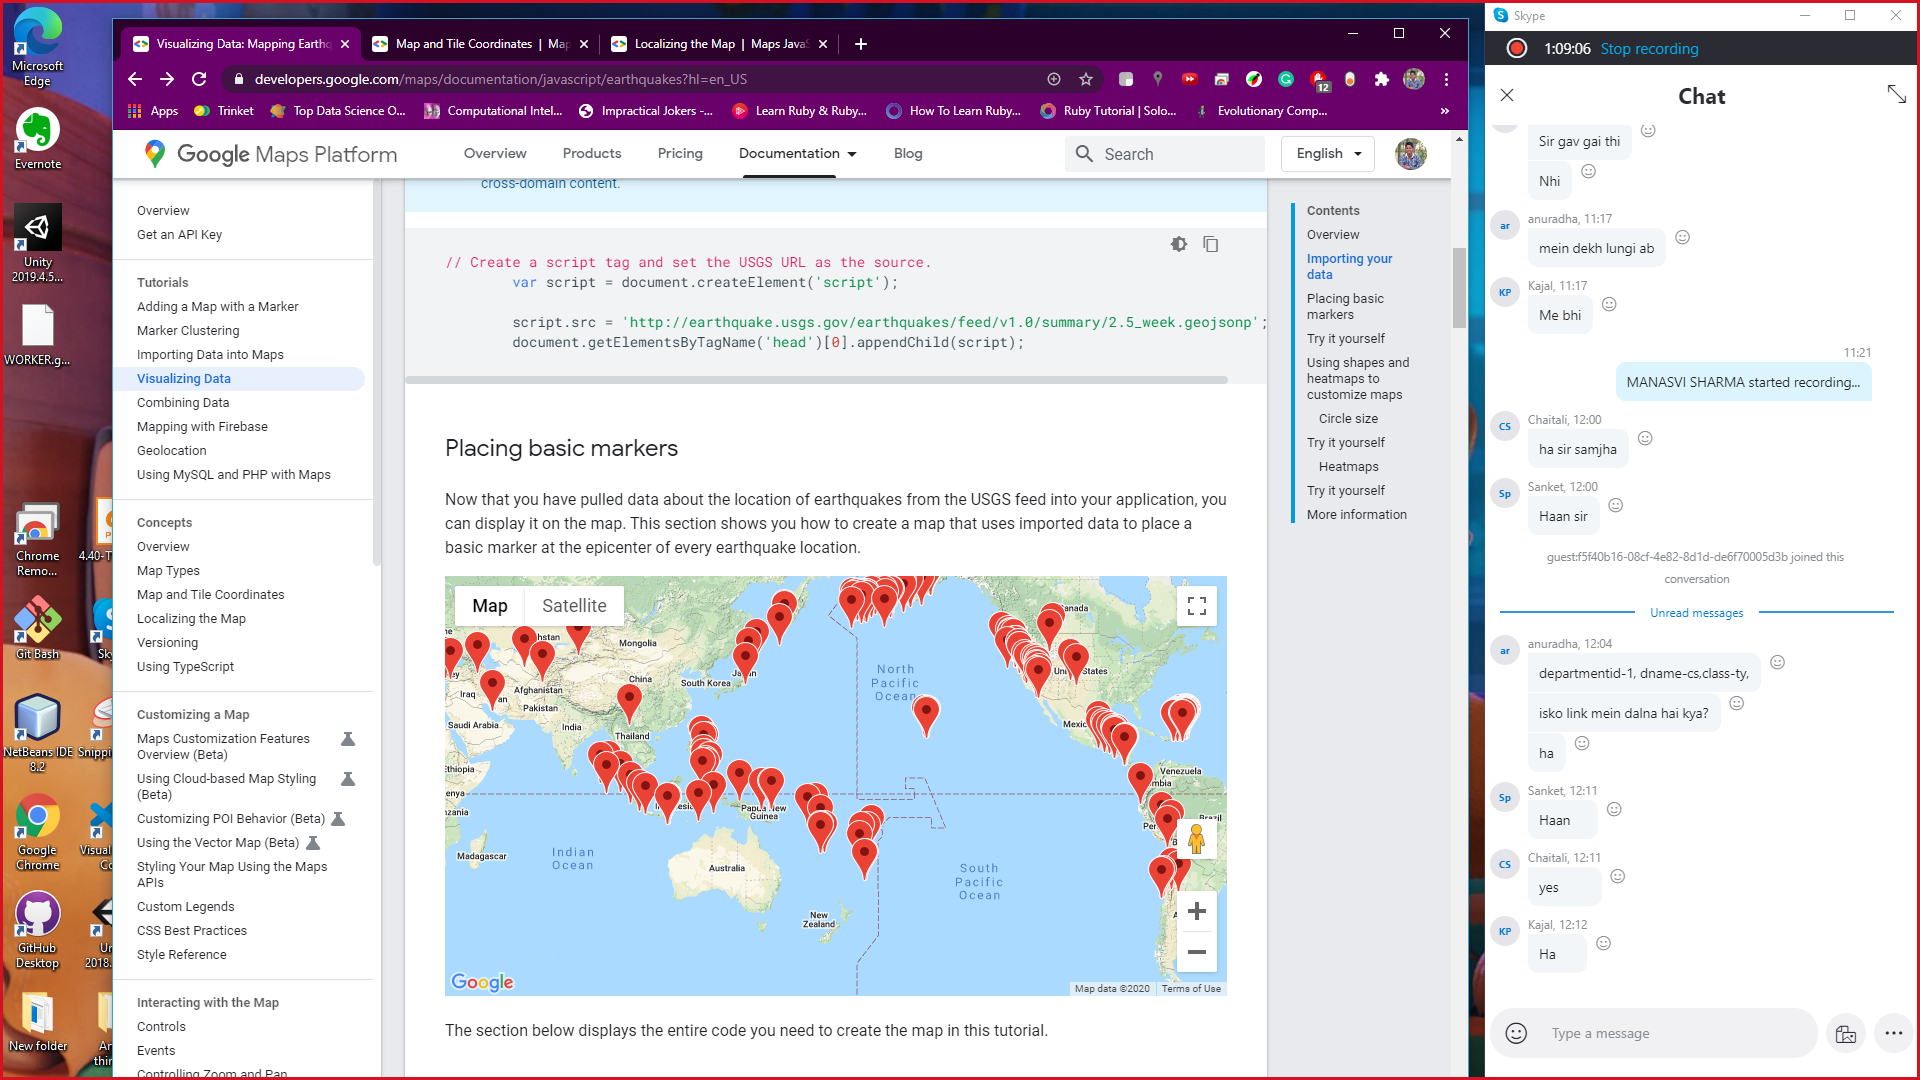 Microsoft
Edge
Evernote
Unity
2019.4.5...
WORKER.g...
Chrome
Remo...
4.40-T
Git Bash
Sky
NetBeans IDE
8.2
Snippi
Google
Chrome
Visual
Co
GitHub
Desktop
Un
2018.
New folder
An
thin
Visualizing Data: Mapping Earthq
Map and Tile Coordinates | Map
Localizing the Map | Maps JavaS
developers.google.com/maps/documentation/javascript/earthquakes?hl=en_US
12
Apps
Trinket
Top Data Science O...
Computational Intel...
Impractical Jokers -...
Learn Ruby & Ruby...
How To Learn Ruby...
Ruby Tutorial | Solo...
Evolutionary Comp...
»
Google Maps Platform
Overview
Products
Pricing
Documentation
Blog
Search
English
Overview
Get an API Key
Tutorials
Adding a Map with a Marker
Marker Clustering
Importing Data into Maps
Visualizing Data
Combining Data
Mapping with Firebase
Geolocation
Using MySQL and PHP with Maps
Concepts
Overview
Map Types
Map and Tile Coordinates
Localizing the Map
Versioning
Using TypeScript
Customizing a Map
Maps Customization Features
Overview (Beta)
Using Cloud-based Map Styling
(Beta)
Customizing POI Behavior (Beta)
Using the Vector Map (Beta)
Styling Your Map Using the Maps
APIs
Custom Legends
CSS Best Practices
Style Reference
Interacting with the Map
Controls
Events
Controlling Zoom and Pan
cross-domain content.
// Create a script tag and set the USGS URL as the source.
var script = document.createElement('script');
script.src = 'http://earthquake.usgs.gov/earthquakes/feed/v1.0/summary/2.5_week.geojsonp';
document.getElementsByTagName('head')[0].appendChild(script);
Placing basic markers
Now that you have pulled data about the location of earthquakes from the USGS feed into your application, you
can display it on the map. This section shows you how to create a map that uses imported data to place a
basic marker at the epicenter of every earthquake location.
Map
Satellite
Mongolia
China
South Korea
Afghanistan
Pakistan
Iraq
Saudi Arabia
India
Thailand
Papua New
Guinea
Madagascar
Indian
Ocean
Australia
New
Zealand
North
Pacific
Ocean
South
Pacific
Ocean
Venezuela
Google
Map data ©2020
Terms of Use
The section below displays the entire code you need to create the map in this tutorial.
Contents
Overview
Importing your
data
Placing basic
markers
Try it yourself
Using shapes and
heatmaps to
customize maps
Circle size
Try it yourself
Heatmaps
Try it yourself
More information
Skype
1:09:06 Stop recording
Chat
Sir gav gai thi
Nhi
anuradha, 11:17
ar
mein dekh lungi ab
Kajal, 11:17
KP
Me bhi
11:21
MANASVI SHARMA started recording...
Chaitali, 12:00
CS
ha sir samjha
Sanket, 12:00
Sp
Haan sir
guest:f5f40b16-08cf-4e82-8d1d-de6f70005d3b joined this
conversation
Unread messages
anuradha, 12:04
ar
departmentid-1, dname-cs,class-ty,
isko link mein dalna hai kya?
ha
Sanket, 12:11
Sp
Haan
Chaitali, 12:11
CS
yes
Kajal, 12:12
KP
Ha
Type a message